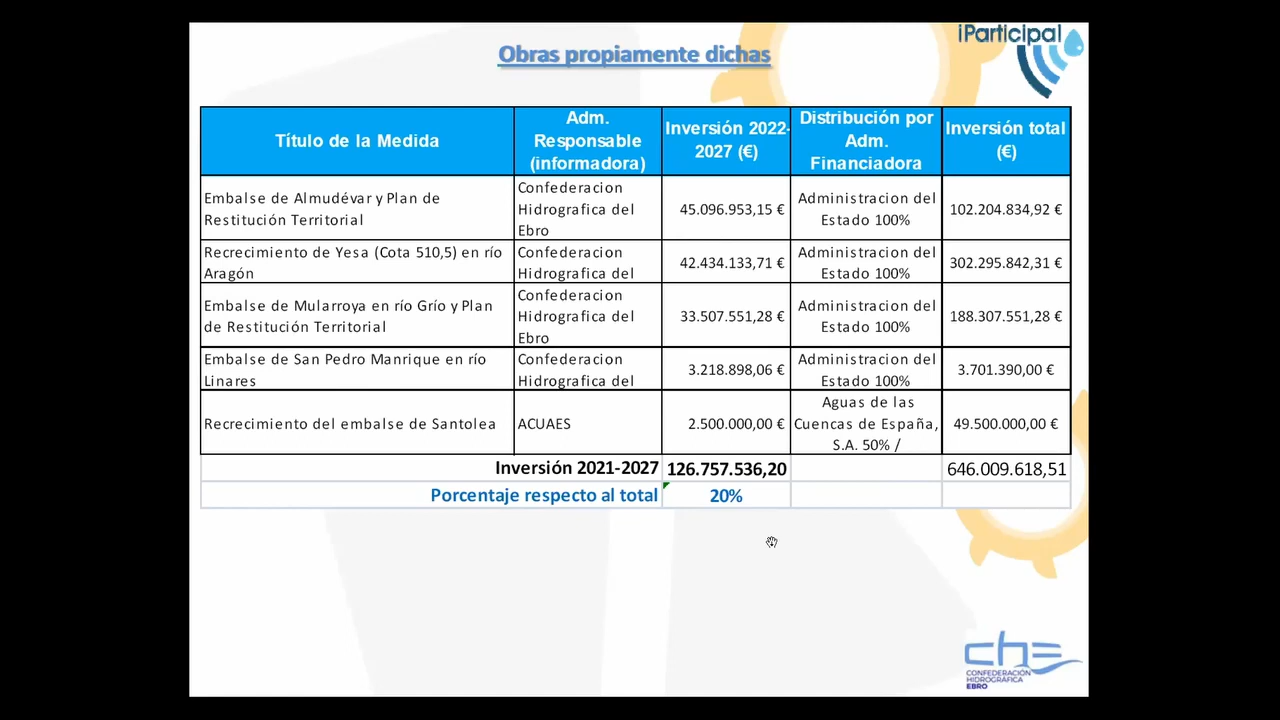 iParticipa!
Obras propiamente dichas
Título de la Medida
Adm.
Responsable
(informadora)
Inversión 2022-
2027 (€)
Distribución por
Adm.
Financiadora
Inversión total
(€)
Embalse de Almudévar y Plan de
Restitución Territorial
Confederacion
Hidrografica del
Ebro
45.096.953,15 €
Administracion del
Estado 100%
102.204.834,92 €
Recrecimiento de Yesa (Cota 510,5) en río
Aragón
Confederacion
Hidrografica del
42.434.133,71 €
Administracion del
Estado 100%
302.295.842,31 €
Embalse de Mularroya en río Grío y Plan
de Restitución Territorial
Confederacion
Hidrografica del
Ebro
33.507.551,28 €
Administracion del
Estado 100%
188.307.551,28 €
Embalse de San Pedro Manrique en río
Linares
Confederacion
Hidrografica del
3.218.898,06 €
Administracion del
Estado 100%
3.701.390,00 €
Recrecimiento del embalse de Santolea
ACUAES
2.500.000,00 €
Aguas de las
Cuencas de España,
S.A. 50% /
49.500.000,00 €
Inversión 2021-2027
126.757.536,20
646.009.618,51
Porcentaje respecto al total
20%
che
CONFEDERACIÓN
HIDROGRÁFICA
EBRO